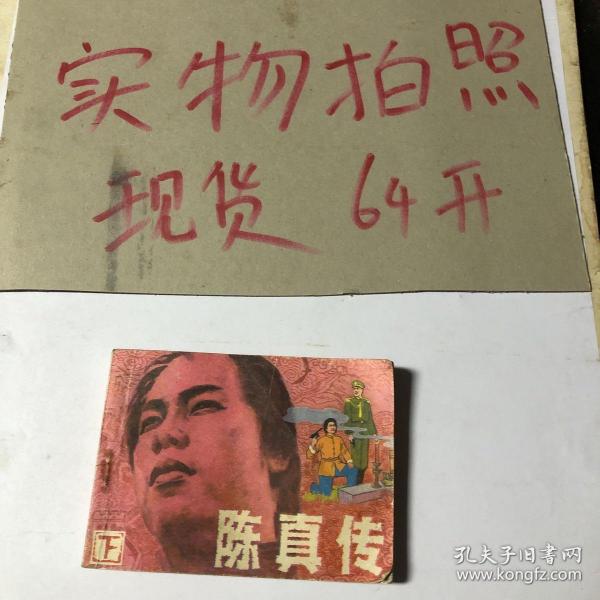 实物拍照
现货 64开
下
陈真传
孔夫子旧书网
www.kongfz.com